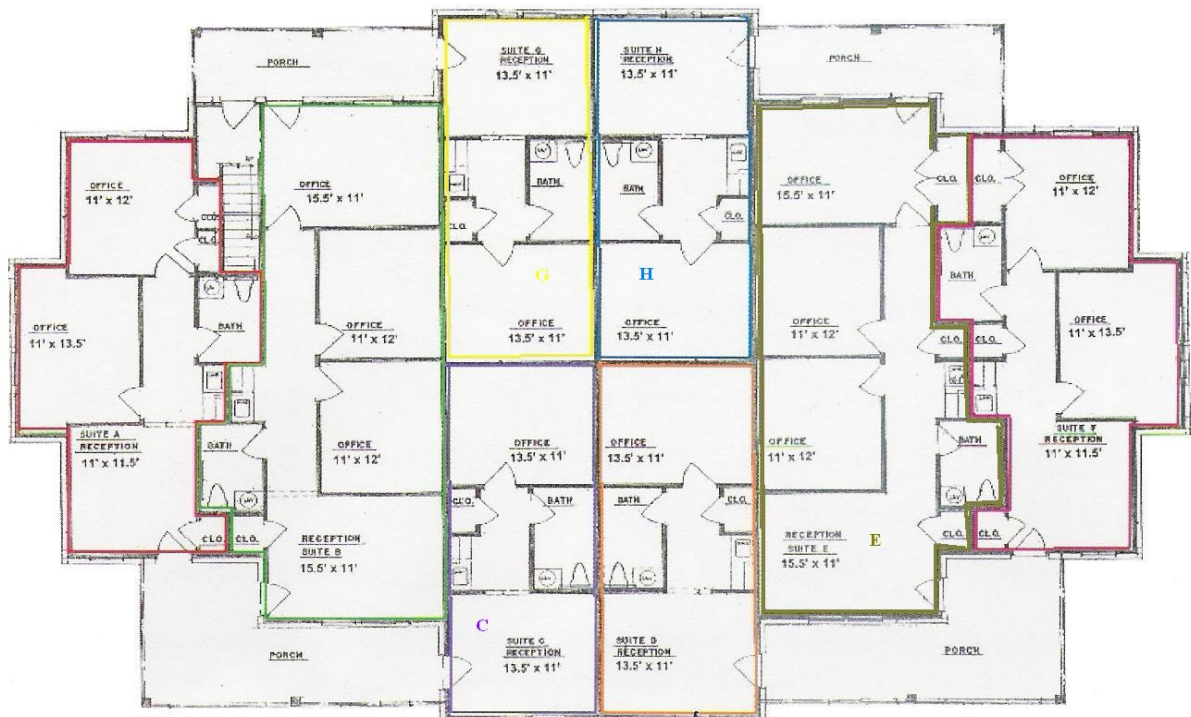 PORCH
SUITE G
RECEPTION
13.5' x 11'
SUITE H
RECEPTION
13.5' x 11'
PORCH
OFFICE
11' x 12'
CLO.
CLO.
OFFICE
15.5' x 11'
BATH
CLO.
BATH
CLO.
OFFICE
15.5' x 11'
CLO.
CLO.
OFFICE
11' x 12'
G
H
OFFICE
11' x 13.5'
BATH
OFFICE
11' x 12'
OFFICE
13.5' x 11'
OFFICE
13.5' x 11'
OFFICE
11' x 12'
BATH
CLO.
CLO.
OFFICE
11' x 13.5'
SUITE A
RECEPTION
11' x 11.5'
BATH
OFFICE
11' x 12'
OFFICE
13.5' x 11'
OFFICE
13.5' x 11'
OFFICE
11' x 12'
BATH
SUITE F
RECEPTION
11' x 11.5'
CLO.
CLO.
RECEPTION
SUITE B
15.5' x 11'
CLO.
BATH
BATH
CLO.
RECEPTION
SUITE E
15.5' x 11'
E
CLO.
CLO.
C
SUITE C
RECEPTION
13.5' x 11'
SUITE D
RECEPTION
13.5' x 11'
PORCH
PORCH